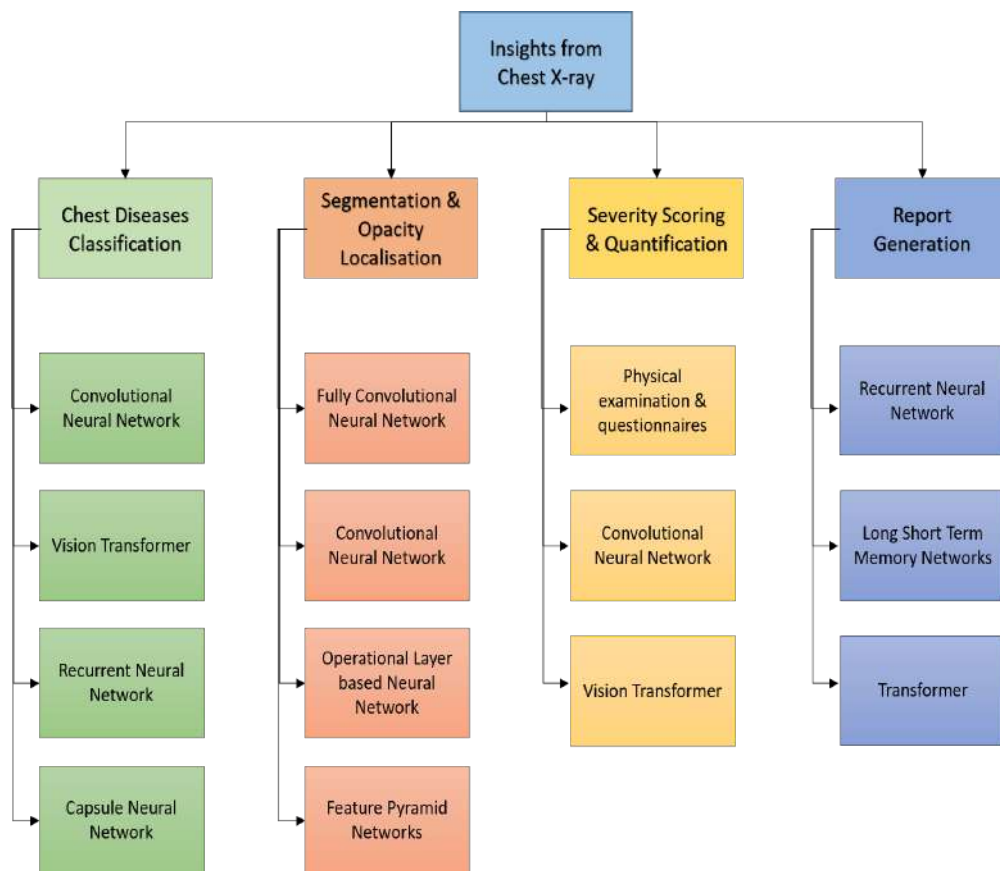 Insights from
Chest X-ray
Chest Diseases
Classification
Segmentation &
Opacity
Localisation
Severity Scoring
& Quantification
Report
Generation
Convolutional
Neural Network
Fully Convolutional
Neural Network
Physical
examination &
questionnaires
Recurrent Neural
Network
Vision Transformer
Convolutional
Neural Network
Convolutional
Neural Network
Long Short Term
Memory Networks
Recurrent Neural
Network
Operational Layer
based Neural
Network
Vision Transformer
Transformer
Capsule Neural
Network
Feature Pyramid
Networks